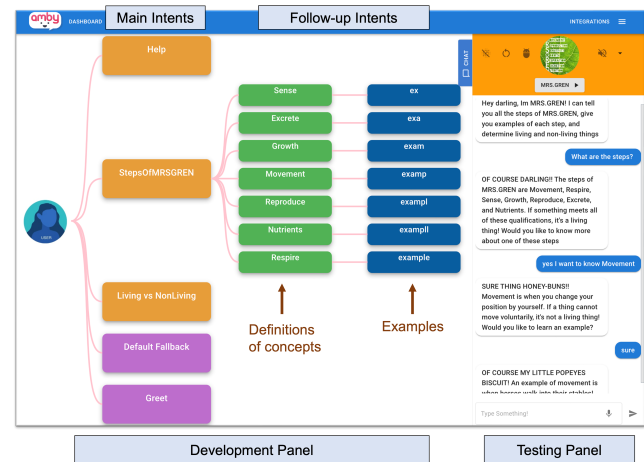 Main Intents
Follow-up Intents
amby
DASHBOARD
INTEGRATIONS
Help
StepsOfMRSGREN
Living vs NonLiving
Default Fallback
Greet
USER
Sense
Excrete
Growth
Movement
Reproduce
Nutrients
Respire
ex
exa
exam
examp
exampl
exampll
example
Definitions
of concepts
Examples
CHAT
MRS.GREN
Hey darling, Im MRS.GREN! I can tell
you all the steps of MRS.GREN, give
you examples of each step, and
determine living and non-living things
What are the steps?
OF COURSE DARLING!! The steps of
MRS.GREN are Movement, Respire,
Sense, Growth, Reproduce, Excrete,
and Nutrients. If something meets all
of these qualifications, it's a living
thing! Would you like to know more
about one of these steps
yes I want to know Movement
SURE THING HONEY-BUNS!!
Movement is when you change your
position by yourself. If a thing cannot
move voluntarily, it's not a living thing!
Would you like to learn an example?
sure
OF COURSE MY LITTLE POPEYES
BISCUIT! An example of movement is
when horses walk into their stables!
Type Something!
Development Panel
Testing Panel